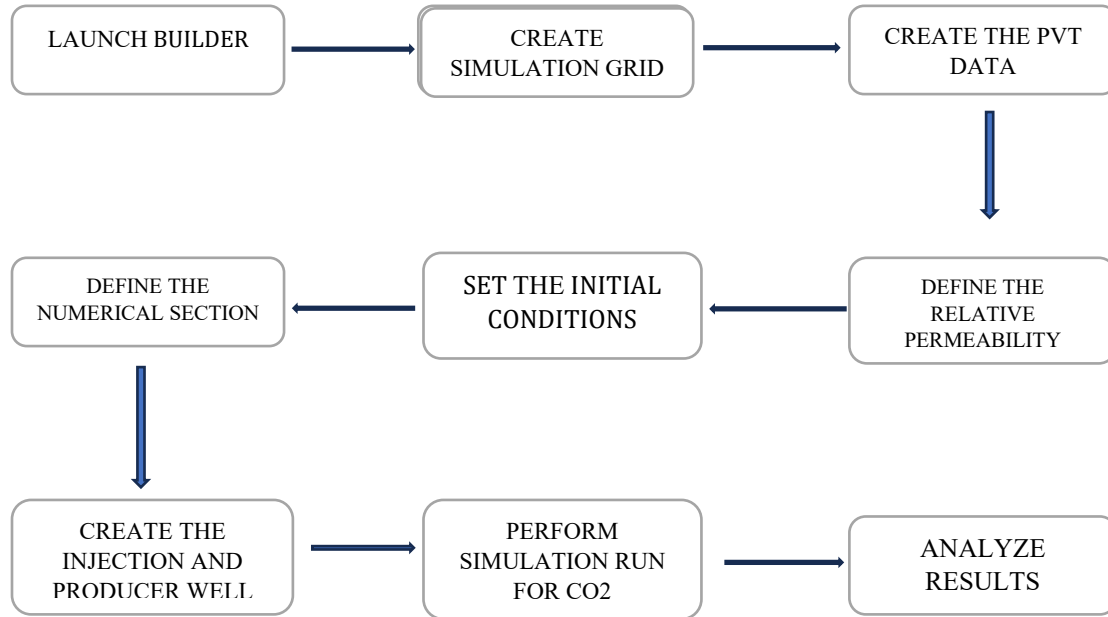 LAUNCH BUILDER
CREATE
SIMULATION GRID
CREATE THE PVT
DATA
DEFINE THE
RELATIVE
PERMEABILITY
SET THE INITIAL
CONDITIONS
DEFINE THE
NUMERICAL SECTION
CREATE THE
INJECTION AND
PRODUCER WELL
PERFORM
SIMULATION RUN
FOR CO2
ANALYZE
RESULTS